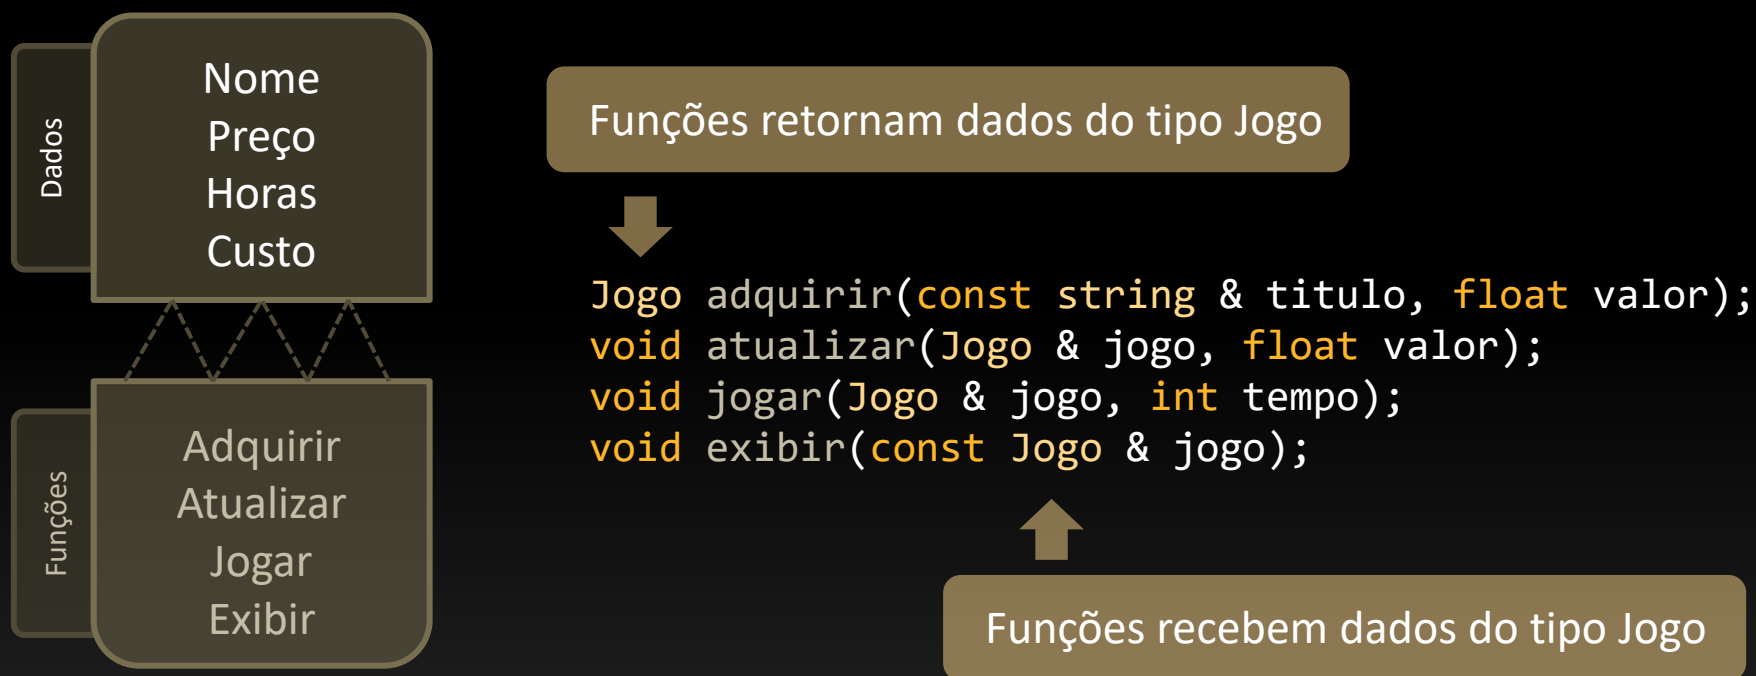 Dados
Nome
Preço
Horas
Custo
Funções
Adquirir
Atualizar
Jogar
Exibir
Funções retornam dados do tipo Jogo
Jogo adquirir(const string & titulo, float valor);
void atualizar(Jogo & jogo, float valor);
void jogar(Jogo & jogo, int tempo);
void exibir(const Jogo & jogo);
Funções recebem dados do tipo Jogo